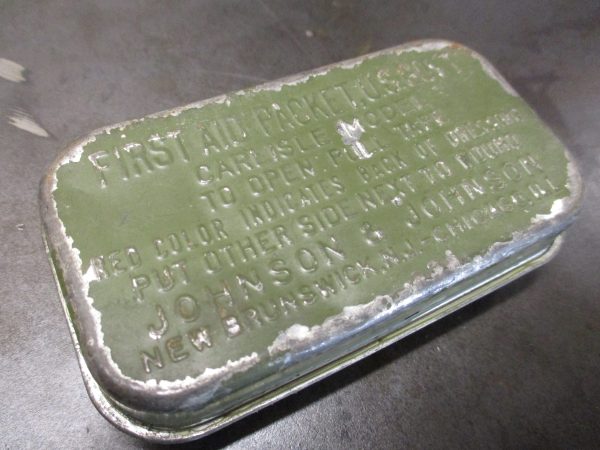 FIRST AID PACKET, U.S. GOV'T
CARLISLE MODEL
TO OPEN PULL TAPE
RED COLOR INDICATES BACK OF DRESSING
PUT OTHER SIDE NEXT TO WOUND
JOHNSON & JOHNSON
NEW BRUNSWICK, N.J.-CHICAGO, ILL.